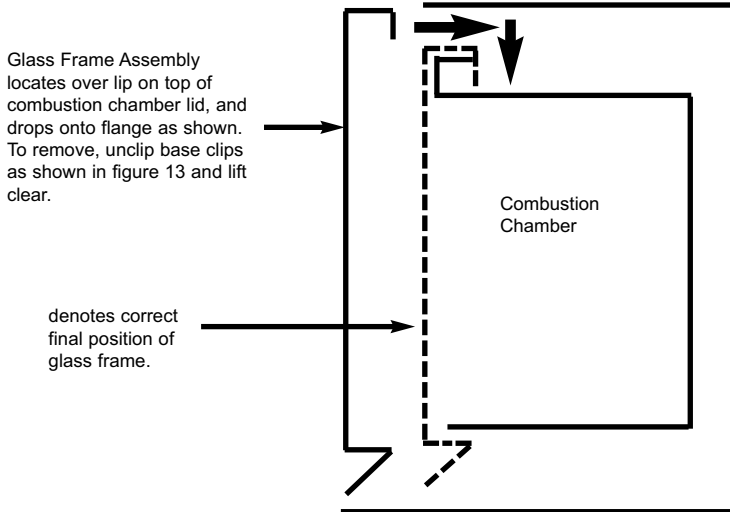 Glass Frame Assembly
locates over lip on top of
combustion chamber lid, and
drops onto flange as shown.
To remove, unclip base clips
as shown in figure 13 and lift
clear.
Combustion
Chamber
denotes correct
final position of
glass frame.